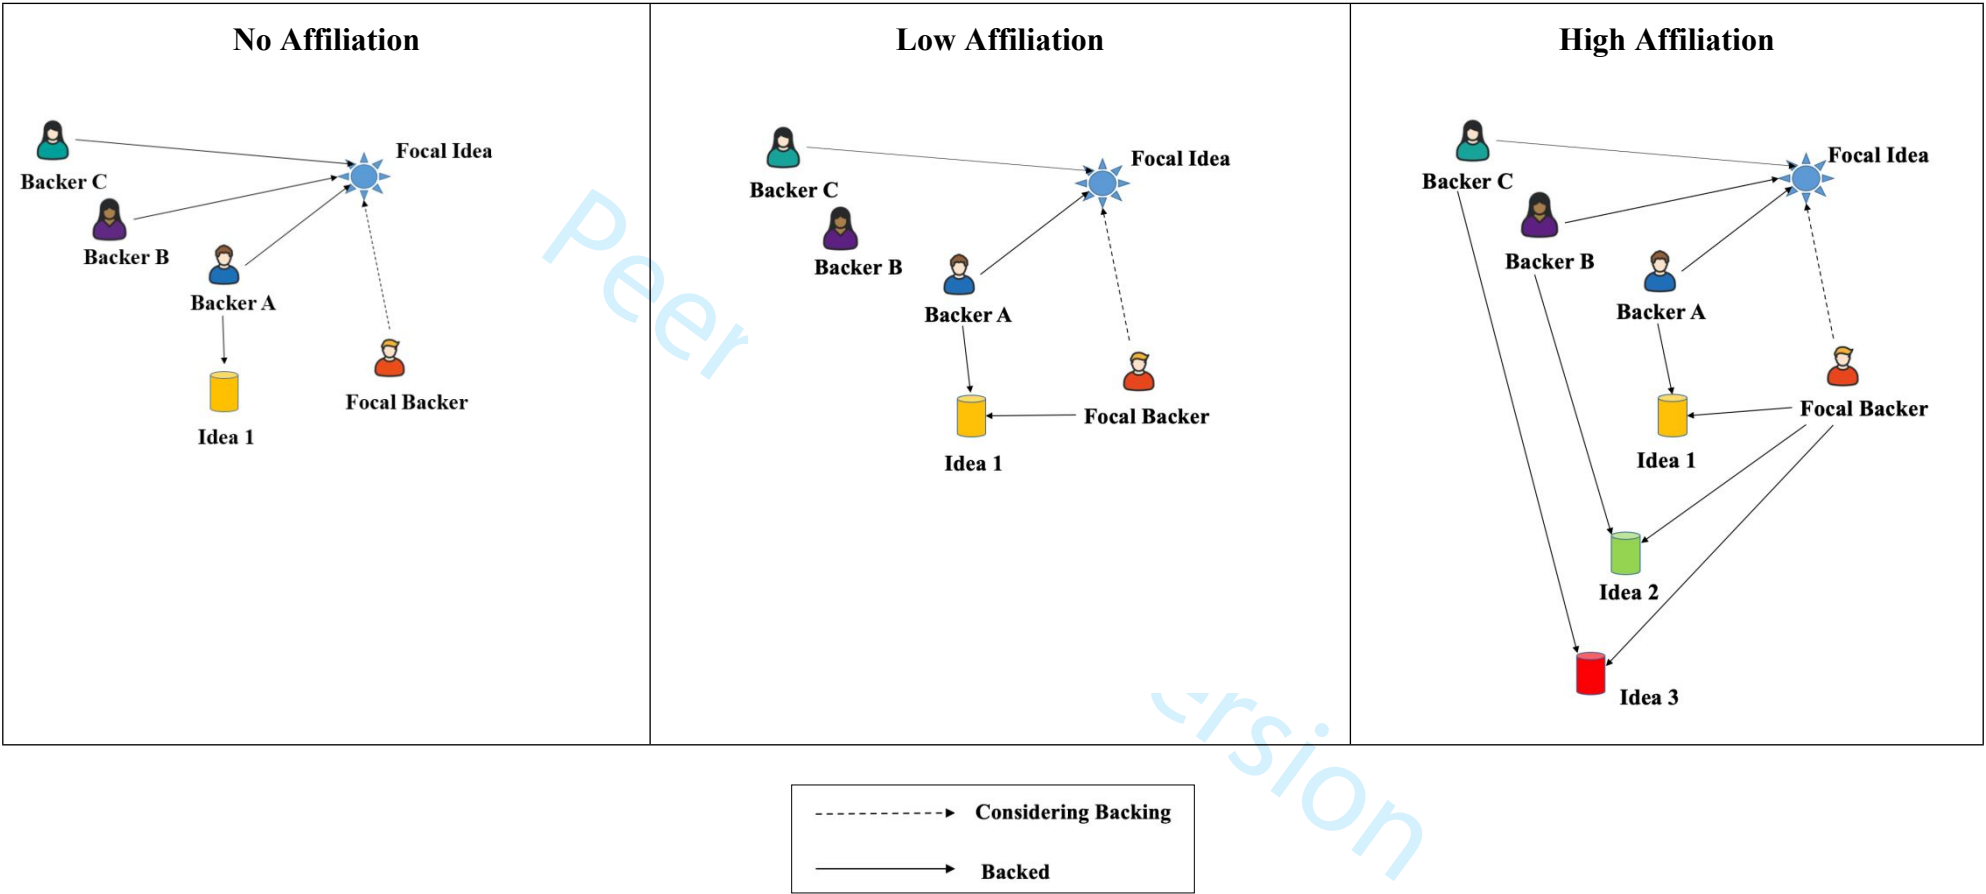 No Affiliation
Backer C
Backer B
Backer A
Idea 1
Focal Idea
Focal Backer
Low Affiliation
Backer C
Backer B
Backer A
Idea 1
Focal Idea
Focal Backer
High Affiliation
Backer C
Backer B
Backer A
Focal Idea
Focal Backer
Idea 1
Idea 2
Idea 3
Peer
Considering Backing
Backed